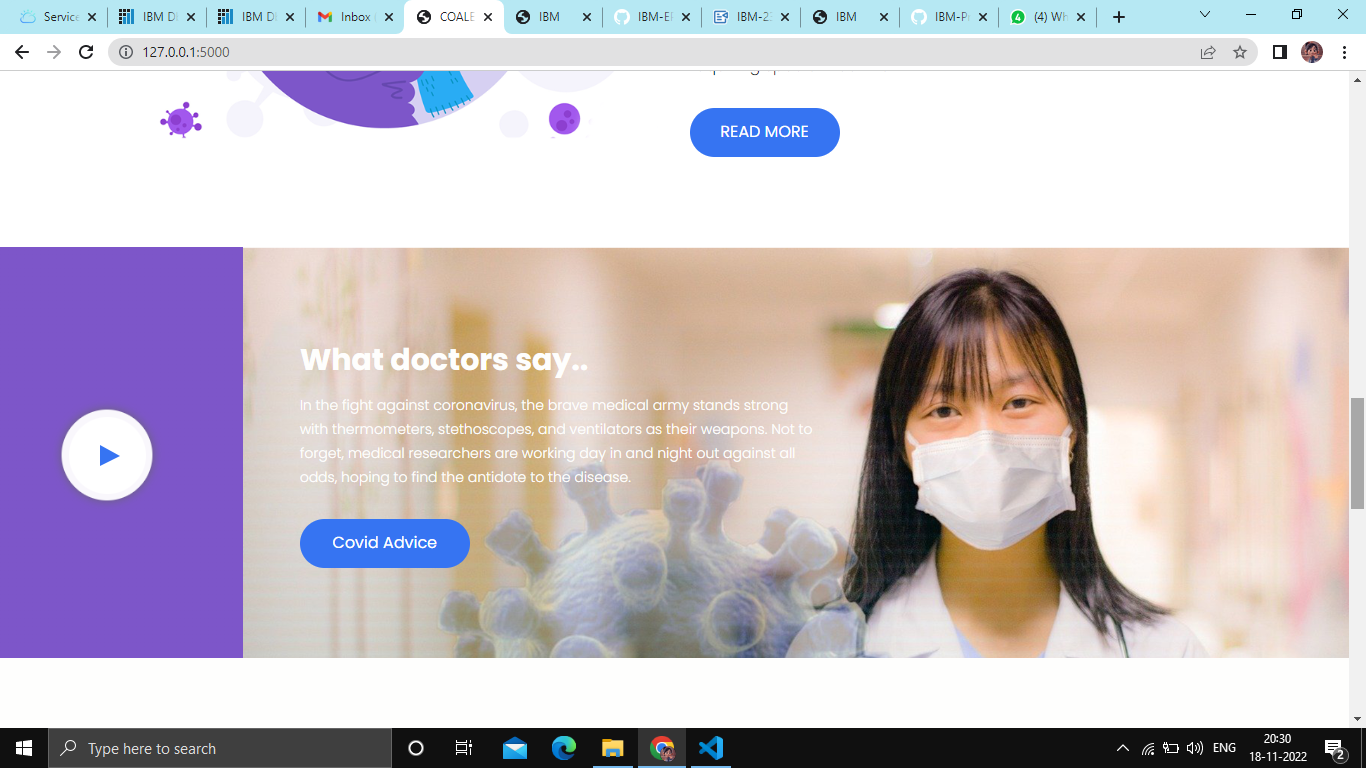 Service
IBM D
IBM D
Inbox
COALE
IBM
IBM-E
IBM-2
IBM
IBM-P
(4) Wh
127.0.0.1:5000
READ MORE
What doctors say..
In the fight against coronavirus, the brave medical army stands strong
with thermometers, stethoscopes, and ventilators as their weapons. Not to
forget, medical researchers are working day in and night out against all
odds, hoping to find the antidote to the disease.
Covid Advice
Type here to search
ENG
20:30
18-11-2022
2